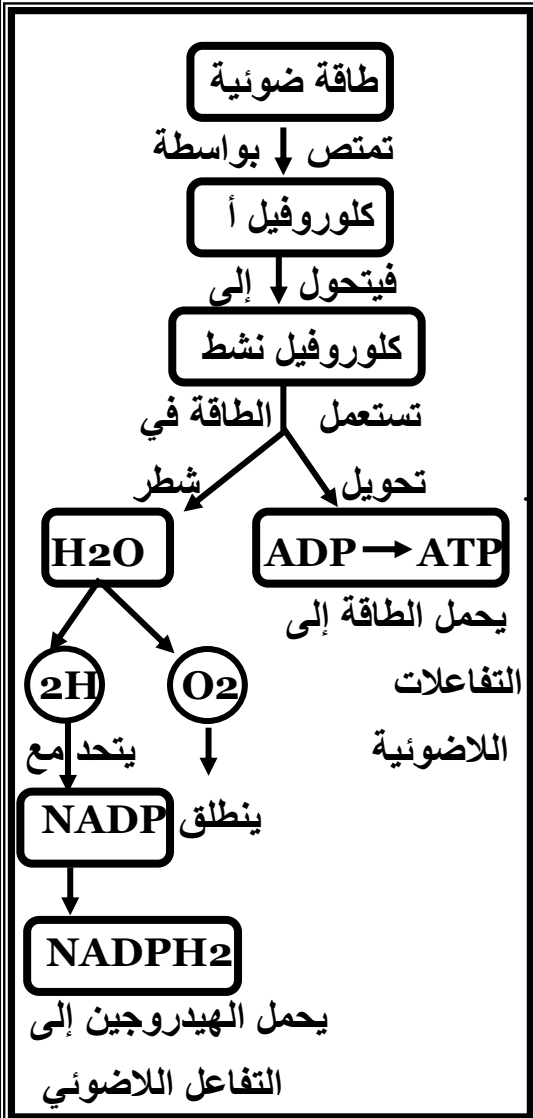 طاقة ضوئية
تمتص بواسطة
كلوروفيل أ
فيتحول إلى
كلوروفيل نشط
تستعمل الطاقة في
تحويل شطر
ADP → ATP H2O
يحمل الطاقة إلى
التفاعلات O2 2H
اللاضوئية يتحد مع
ينطلق NADP
NADPH2
يحمل الهيدروجين إلى
التفاعل اللاضوئي